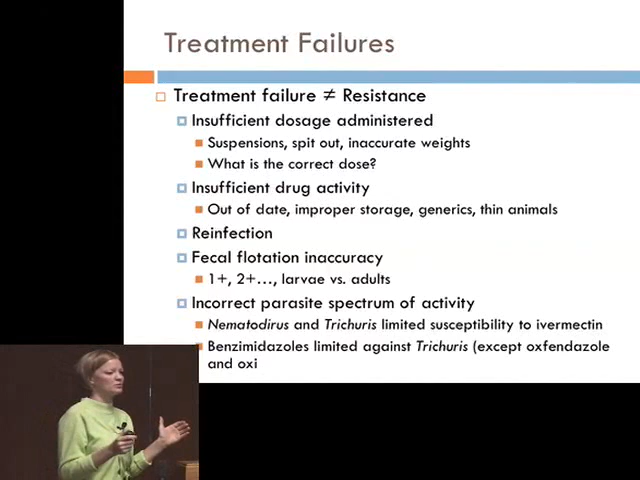 Treatment Failures
Treatment failure ≠ Resistance
Insufficient dosage administered
Suspensions, spit out, inaccurate weights
What is the correct dose?
Insufficient drug activity
Out of date, improper storage, generics, thin animals
Reinfection
Fecal flotation inaccuracy
1+, 2+…, larvae vs. adults
Incorrect parasite spectrum of activity
Nematodirus and Trichuris limited susceptibility to ivermectin
Benzimidazoles limited against Trichuris (except oxfendazole
and oxi